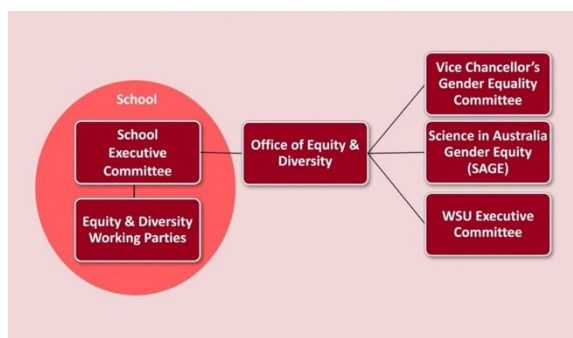 School
School
Executive
Committee
Equity & Diversity
Working Parties
Office of Equity &
Diversity
Vice Chancellor's
Gender Equality
Committee
Science in Australia
Gender Equity
(SAGE)
WSU Executive
Committee